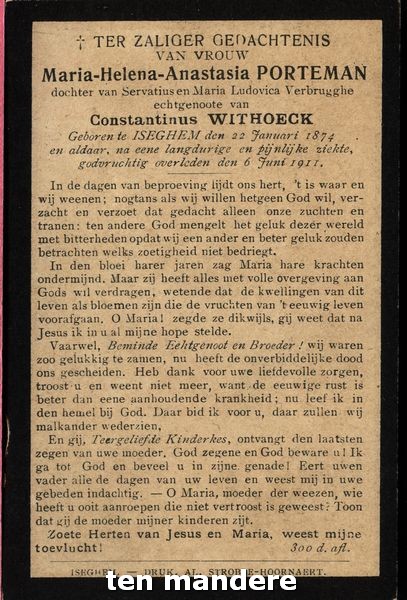 † TER ZALIGER GEDACHTENIS
VAN VROUW
Maria-Helena-Anastasia PORTEMAN
dochter van Servatius en Maria Ludovica Verbrugghe
echtgenoote van
Constantinus WITHOECK
Geboren te ISEGHEM den 22 Januari 1874
en aldaar, na eene langdurige en pijnlijke ziekte,
godvruchtig overleden den 6 Juni 1911.
In de dagen van beproeving lijdt ons hert, 't is waar en
wij weenen; nogtans als wij willen hetgeen God wil, ver-
zacht en verzoet dat gedacht alleen onze zuchten en
tranen: ten andere God mengelt het geluk dezer wereld
met bitterheden opdat wij een ander en beter geluk zouden
betrachten welks zoetigheid niet bedriegt.
In den bloei harer jaren zag Maria hare krachten
ondermijnd. Maar zij heeft alles met volle overgeving aan
Gods wil verdragen, wetende dat de kwellingen van dit
leven als bloemen zijn die de vruchten van 't eeuwig leven
voorafgaan. O Maria! zegde ze dikwijls, gij weet dat na
Jesus ik in u al mijne hope stelde.
Vaarwel, Beminde Echtgenoot en Broeder! wij waren
zoo gelukkig te zamen, nu heeft de onverbiddelijke dood
ons gescheiden. Heb dank voor uwe liefdevolle zorgen,
troost u en weent niet meer, want de eeuwige rust is
beter dan eene aanhoudende krankheid; nu leef ik in
den hemel bij God. Daar bid ik voor u, daar zullen wij
malkander wederzien.
En gij, Teergeliefde Kinderkes, ontvangt den laatsten
zegen van uwe moeder. God zegene en God beware u! Ik
ga tot God en beveel u in zijne genade! Eert uwen
vader alle de dagen van uw leven en weest mij in uwe
gebeden indachtig. — O Maria, moeder der weezen, wie
heeft u ooit aanroepen die niet vertroost is geweest? Toon
dat gij de moeder mijner kinderen zijt.
Zoete Herten van Jesus en Maria, weest mijne
toevlucht! 300 d. afl.
ISEGHEM, — DRUK. AL. STROBBE-HOORNAERT.
ten mandere